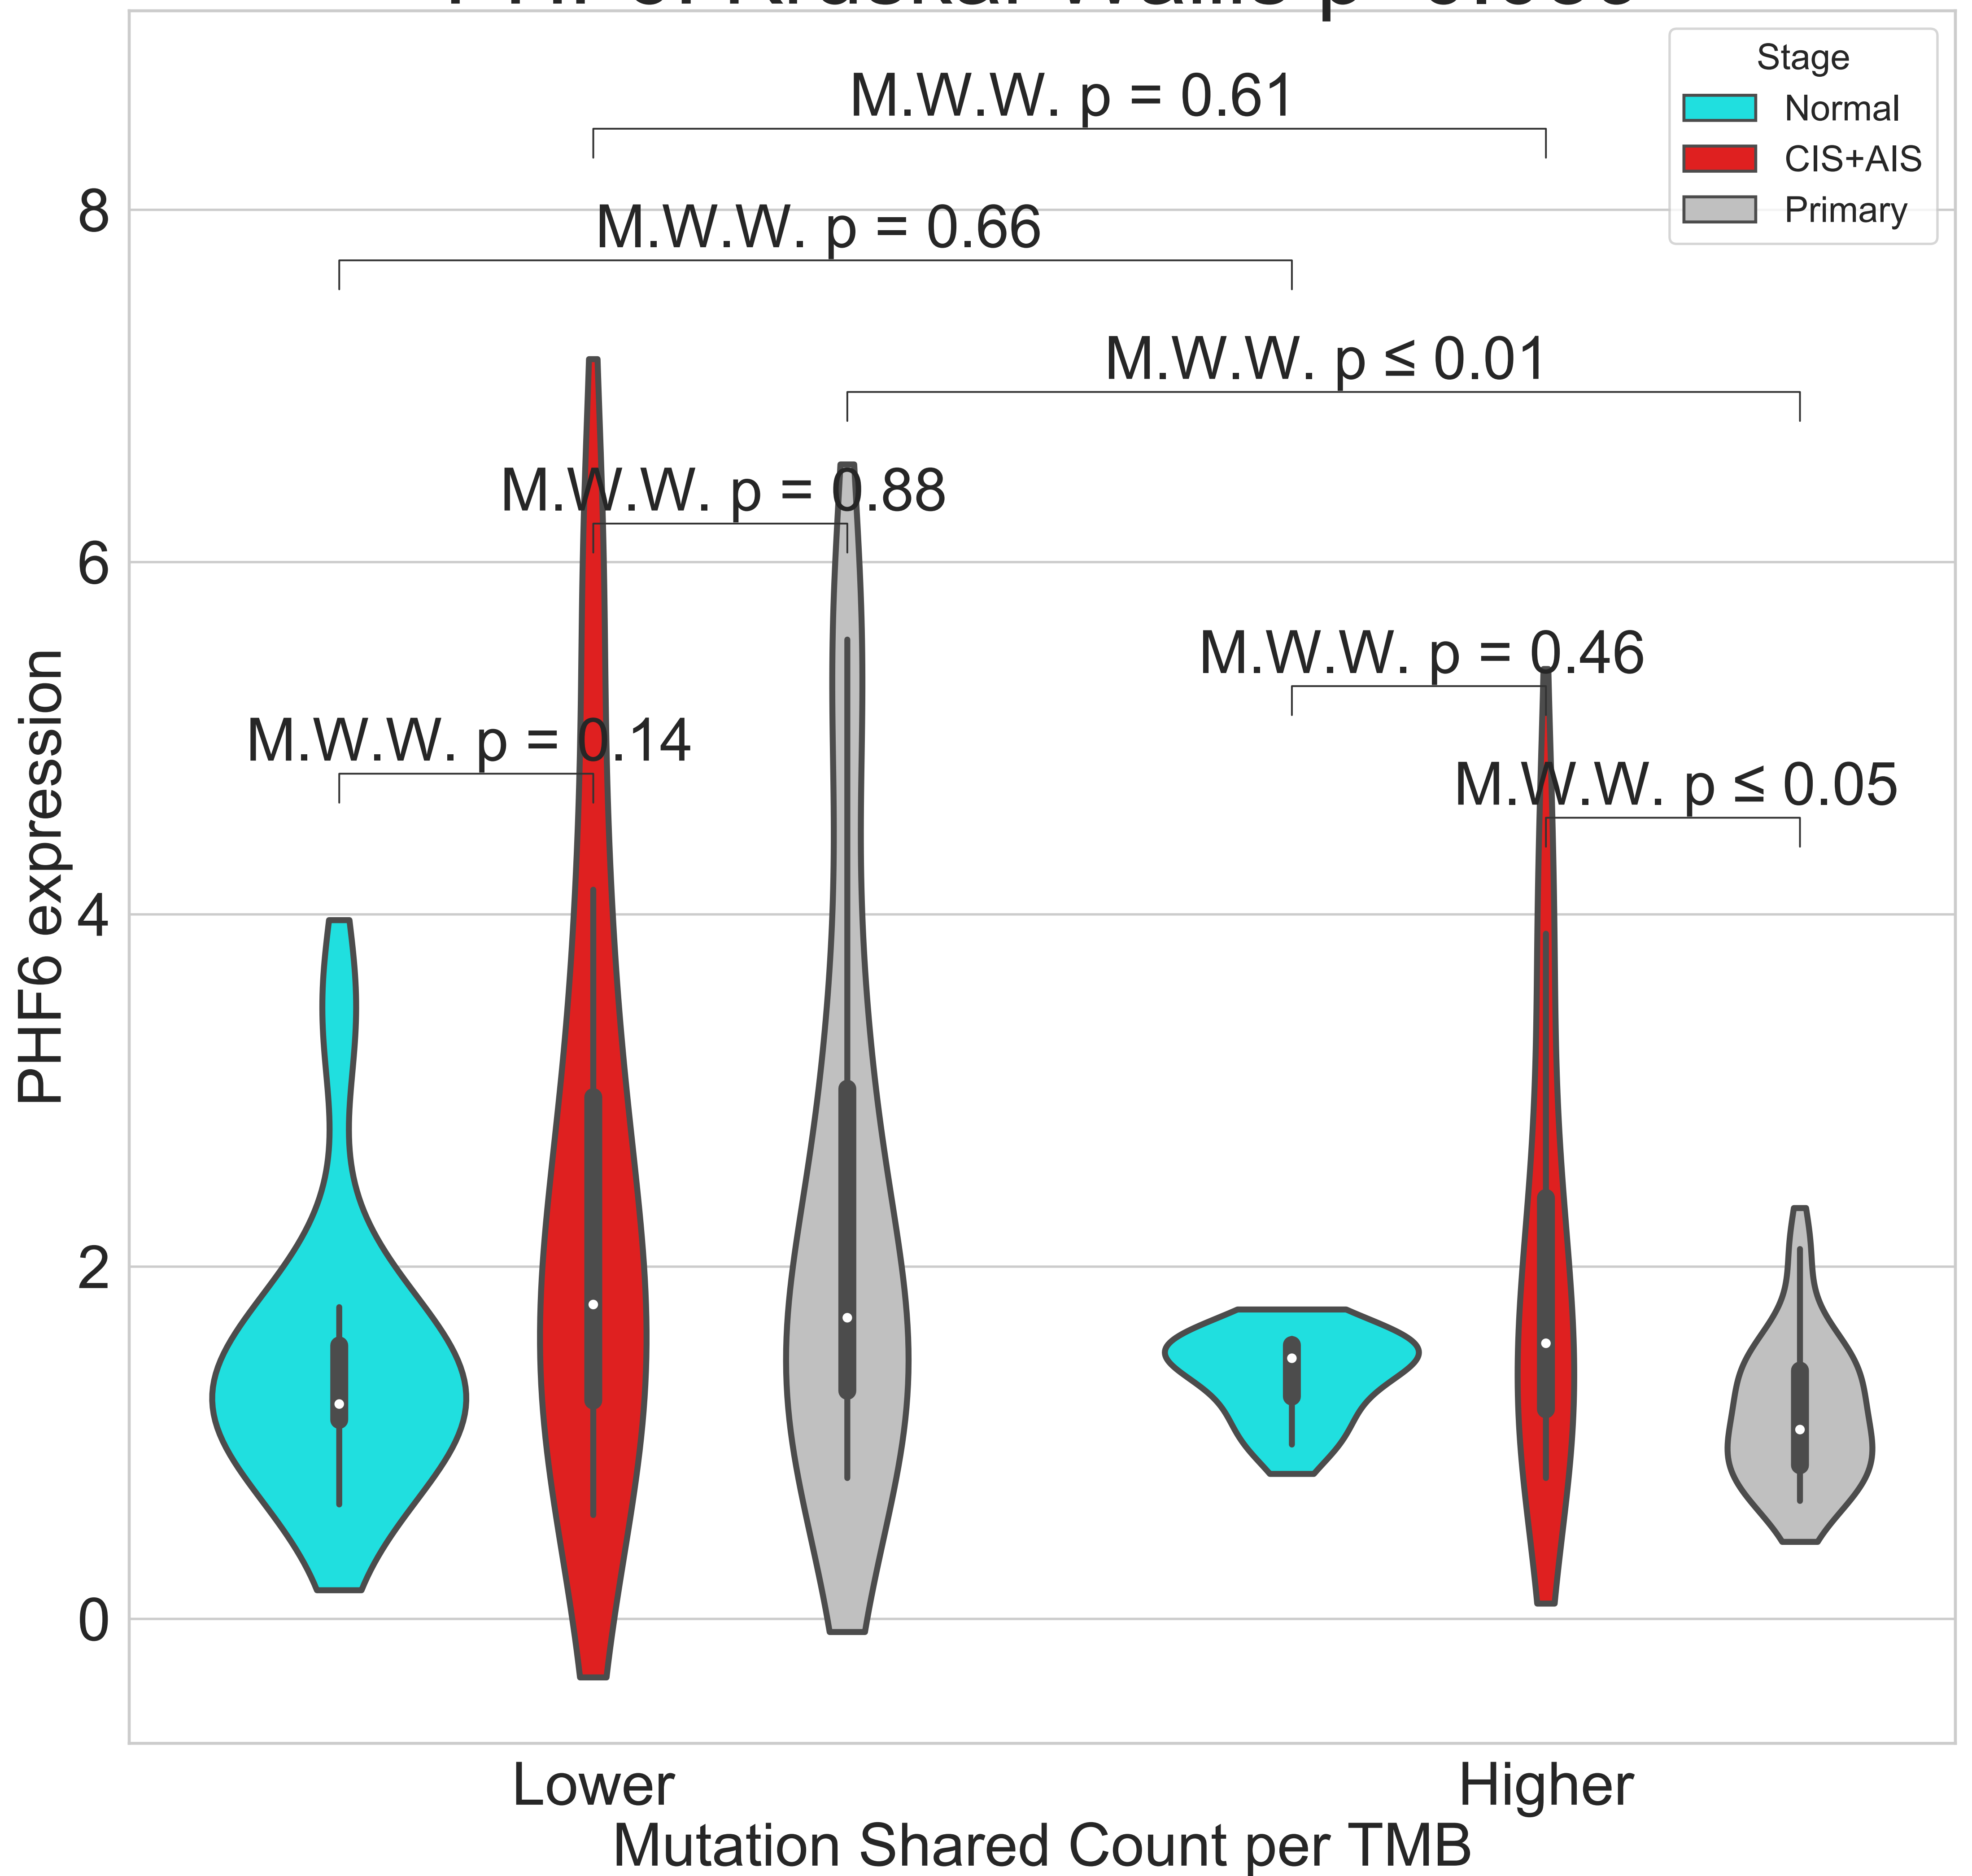 Stage
Normal
CIS+AIS
Primary
M.W.W. p = 0.61
M.W.W. p = 0.66
M.W.W. p ≤ 0.01
M.W.W. p = 0.88
M.W.W. p = 0.46
M.W.W. p = 0.14
M.W.W. p ≤ 0.05
8
6
4
2
0
PHF6 expression
Lower
Higher
Mutation Shared Count per TMB